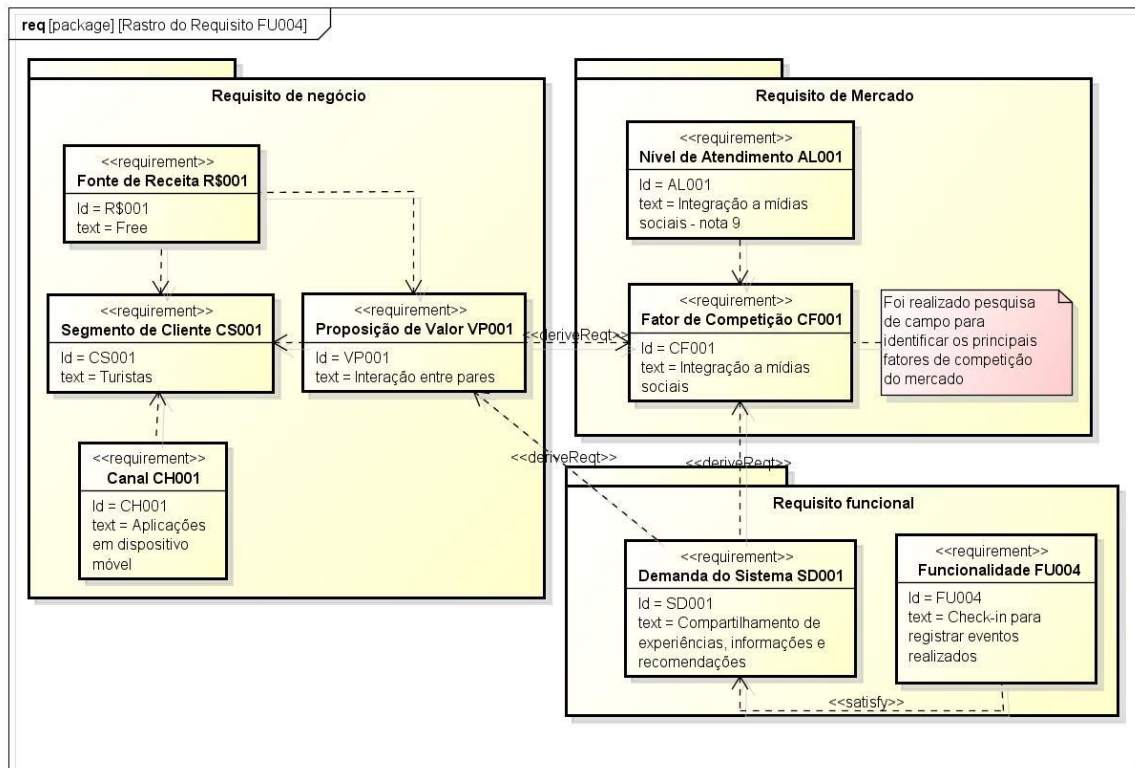 req [package] [Rastro do Requisito FU004]
Requisito de negócio
<<requirement>>
Fonte de Receita R$001
Id = R$001
text = Free
<<requirement>>
Segmento de Cliente CS001
Id = CS001
text = Turistas
<<requirement>>
Proposição de Valor VP001
Id = VP001
text = Interação entre pares
<<requirement>>
Canal CH001
Id = CH001
text = Aplicações
em dispositivo
móvel
<<deriveReqt>>
Requisito de Mercado
<<requirement>>
Nível de Atendimento AL001
Id = AL001
text = Integração a mídias
sociais - nota 9
<<requirement>>
Fator de Competição CF001
Id = CF001
text = Integração a mídias
sociais
Foi realizado pesquisa
de campo para
identificar os principais
fatores de competição
do mercado
<<deriveReqt>>
<<deriveReqt>>
Requisito funcional
<<requirement>>
Demanda do Sistema SD001
Id = SD001
text = Compartilhamento de
experiências, informações e
recomendações
<<requirement>>
Funcionalidade FU004
Id = FU004
text = Check-in para
registrar eventos
realizados
<<satisfy>>